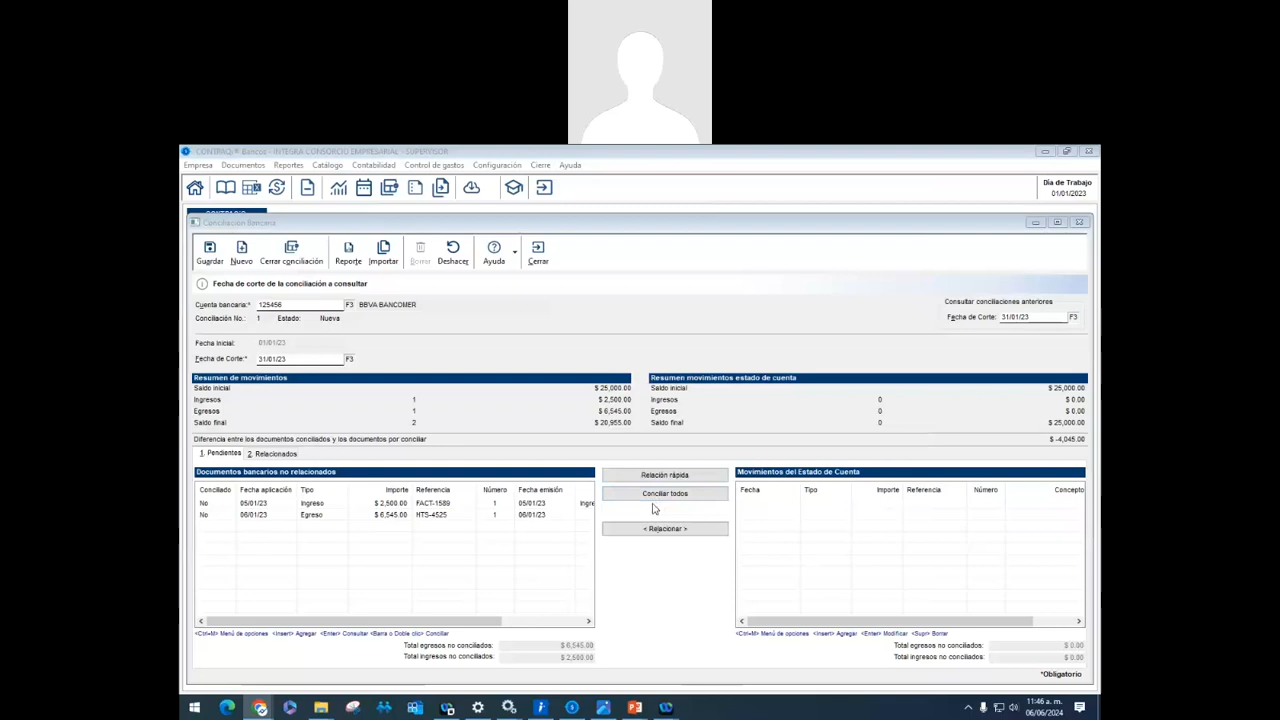 CONTPAQi® Bancos - INTEGRA CONSORCIO EMPRESARIAL - SUPERVISOR
Empresa Documentos Reportes Catálogo Contabilidad Control de gastos Configuración Cierre Ayuda
Día de Trabajo
01/01/2023
Conciliación Bancaria
Guardar Nuevo Cerrar conciliación Reporte Importar Borrar Deshacer Ayuda Cerrar
Fecha de corte de la conciliación a consultar
Cuenta bancaria:* 125456 F3 BBVA BANCOMER
Consultar conciliaciones anteriores
Conciliación No.: 1 Estado: Nueva
Fecha de Corte: 31/01/23 F3
Fecha Inicial: 01/01/23
Fecha de Corte:* 31/01/23 F3
Resumen de movimientos Resumen movimientos estado de cuenta
Saldo inicial $ 25,000.00 Saldo inicial $ 25,000.00
Ingresos 1 $ 2,500.00 Ingresos 0 $ 0.00
Egresos 1 $ 6,545.00 Egresos 0 $ 0.00
Saldo final 2 $ 20,955.00 Saldo final 0 $ 25,000.00
Diferencia entre los documentos conciliados y los documentos por conciliar $ -4,045.00
1. Pendientes 2. Relacionados
Documentos bancarios no relacionados Relación rápida Movimientos del Estado de Cuenta
Conciliado Fecha aplicación Tipo Importe Referencia Número Fecha emisión Conciliar todos Fecha Tipo Importe Referencia Número Concepto
No 05/01/23 Ingreso $ 2,500.00 FACT-1589 1 05/01/23 Ingre
No 06/01/23 Egreso $ 6,545.00 HTS-4525 1 06/01/23
< Relacionar >
<Ctrl+M> Menú de opciones <Insert> Agregar <Enter> Consultar <Barra o Doble clic> Conciliar <Ctrl+M> Menú de opciones <Insert> Agregar <Enter> Modificar <Supr> Borrar
Total egresos no conciliados: $ 6,545.00 Total egresos no conciliados: $ 0.00
Total ingresos no conciliados: $ 2,500.00 Total ingresos no conciliados: $ 0.00
*Obligatorio
11:46 a. m.
06/06/2024